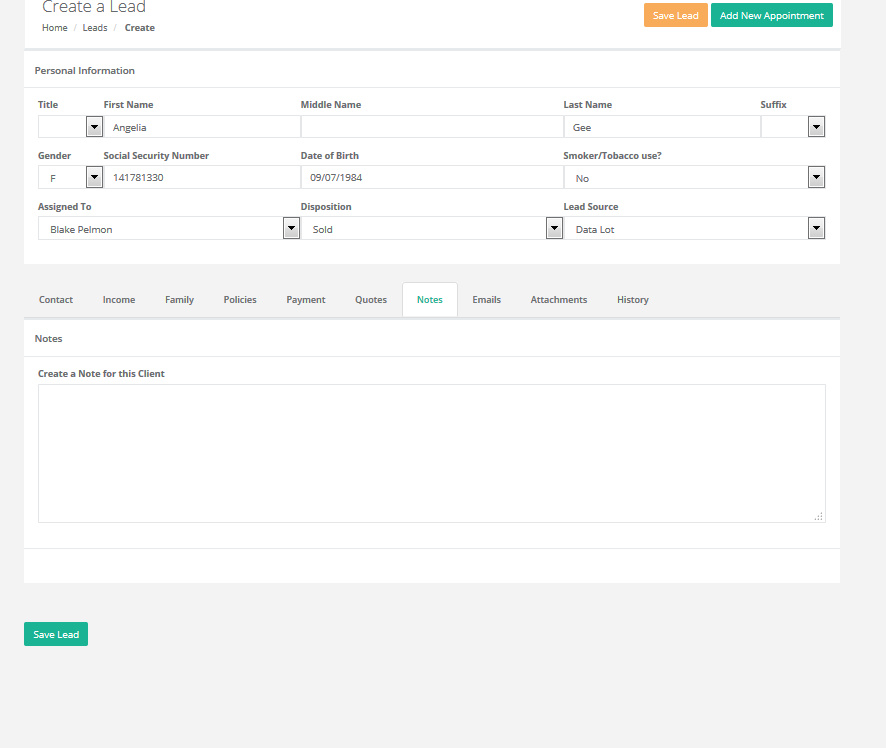 Create a Lead
Home / Leads / Create
Save Lead Add New Appointment
Personal Information
Title First Name Middle Name Last Name Suffix
Angelia Gee
Gender Social Security Number Date of Birth Smoker/Tobacco use?
F 141781330 09/07/1984 No
Assigned To Disposition Lead Source
Blake Pelmon Sold Data Lot
Contact Income Family Policies Payment Quotes Notes Emails Attachments History
Notes
Create a Note for this Client
Save Lead